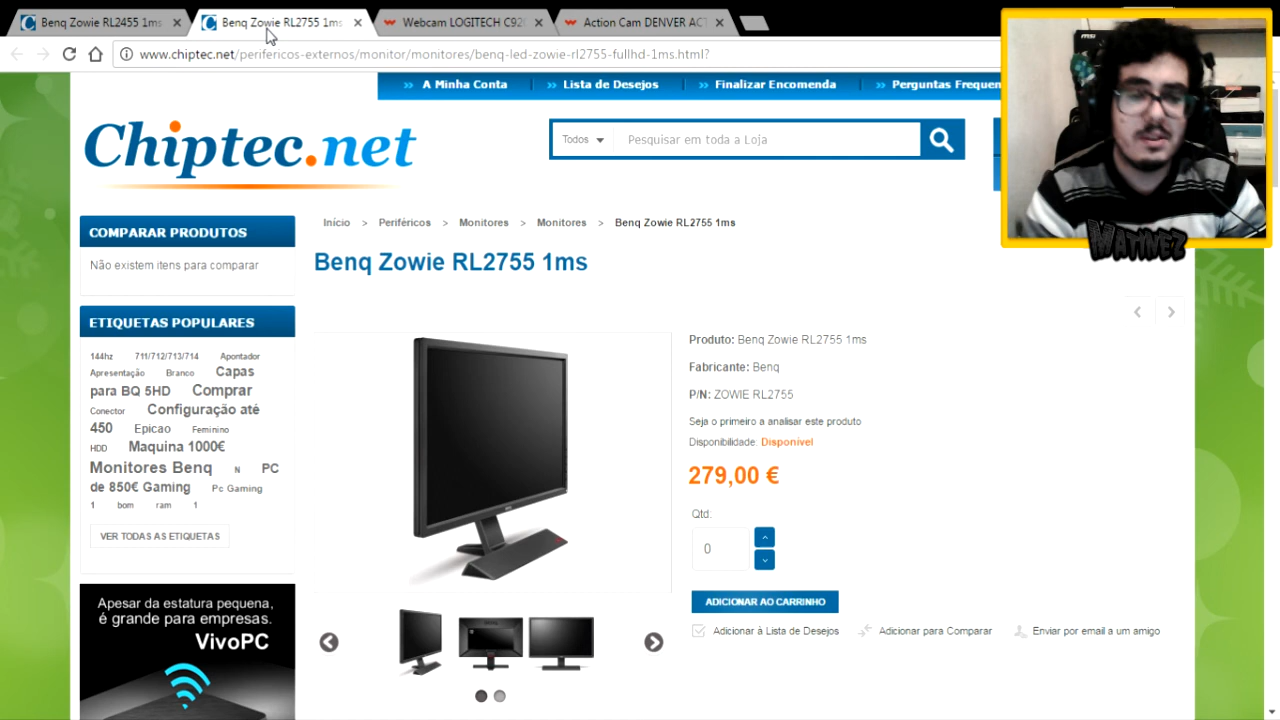 Benq Zowie RL2455 1ms
Benq Zowie RL2755 1ms
Webcam LOGITECH C920
Action Cam DENVER ACT
www.chiptec.net/perifericos-externos/monitor/monitores/benq-led-zowie-rl2755-fullhd-1ms.html?
A Minha Conta
Lista de Desejos
Finalizar Encomenda
Perguntas Frequen
Chiptec.net
Todos
Pesquisar em toda a Loja
MATINEZ
Início > Periféricos > Monitores > Monitores > Benq Zowie RL2755 1ms
COMPARAR PRODUTOS
Não existem itens para comparar
Benq Zowie RL2755 1ms
ETIQUETAS POPULARES
144hz 711/712/713/714 Apontador
Apresentação Branco Capas
para BQ 5HD Comprar
Conector Configuração até
450 Epicao Feminino
HDD Maquina 1000€
Monitores Benq N PC
de 850€ Gaming Pc Gaming
1 bom ram 1
VER TODAS AS ETIQUETAS
Produto: Benq Zowie RL2755 1ms
Fabricante: Benq
P/N: ZOWIE RL2755
Seja o primeiro a analisar este produto
Disponibilidade: Disponível
279,00 €
Qtd:
0
ADICIONAR AO CARRINHO
Adicionar à Lista de Desejos
Adicionar para Comparar
Enviar por email a um amigo
Apesar da estatura pequena,
é grande para empresas.
VivoPC